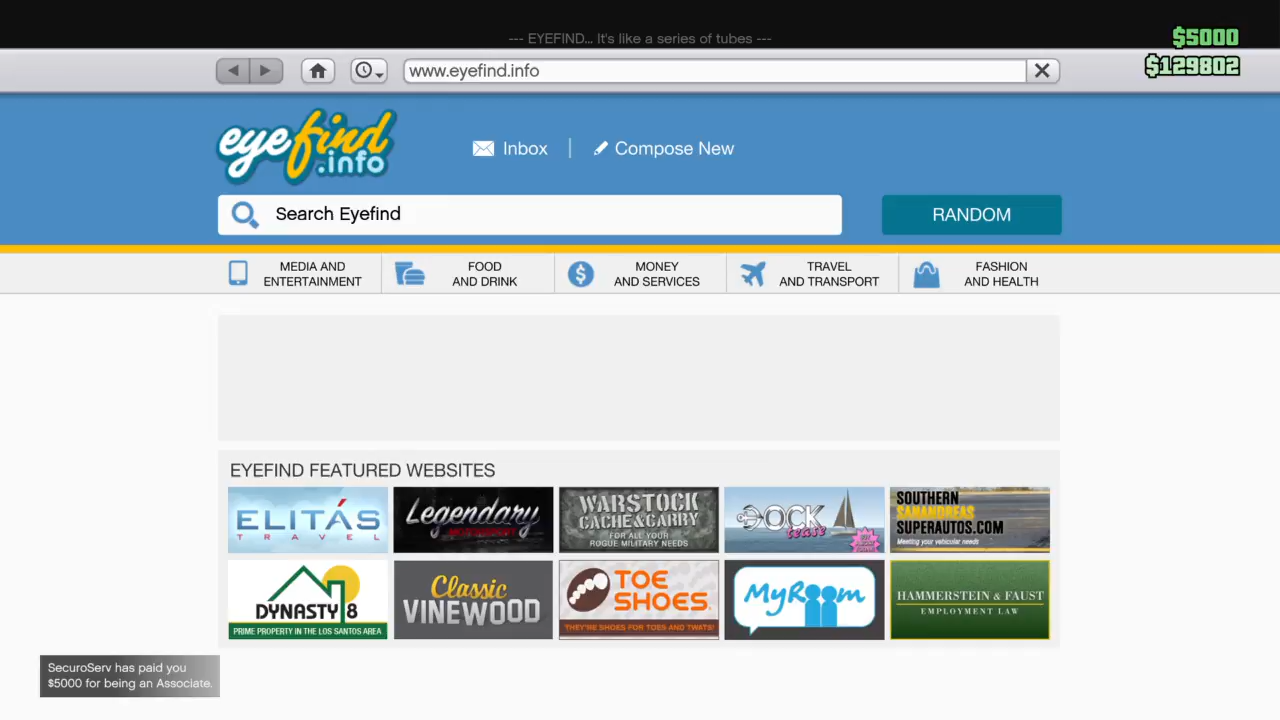 --- EYEFIND... It's like a series of tubes ---
$5000
$129802
www.eyefind.info
eyefind
.info
Inbox
Compose New
Search Eyefind
RANDOM
MEDIA AND
ENTERTAINMENT
FOOD
AND DRINK
MONEY
AND SERVICES
TRAVEL
AND TRANSPORT
FASHION
AND HEALTH
EYEFIND FEATURED WEBSITES
ELITÁS
TRAVEL
Legendary
MOTORSPORT
WARSTOCK
CACHE&CARRY
FOR ALL YOUR
ROGUE MILITARY NEEDS
DOCK
tease
SOUTHERN
SANANDREAS
SUPERAUTOS.COM
Meeting your vehicular needs
DYNASTY 8
PRIME PROPERTY IN THE LOS SANTOS AREA
Classic
VINEWOOD
TOE
SHOES
THEY'RE SHOES FOR TOES AND TWATS!
MyRoom
HAMMERSTEIN & FAUST
EMPLOYMENT LAW
SecuroServ has paid you
$5000 for being an Associate.